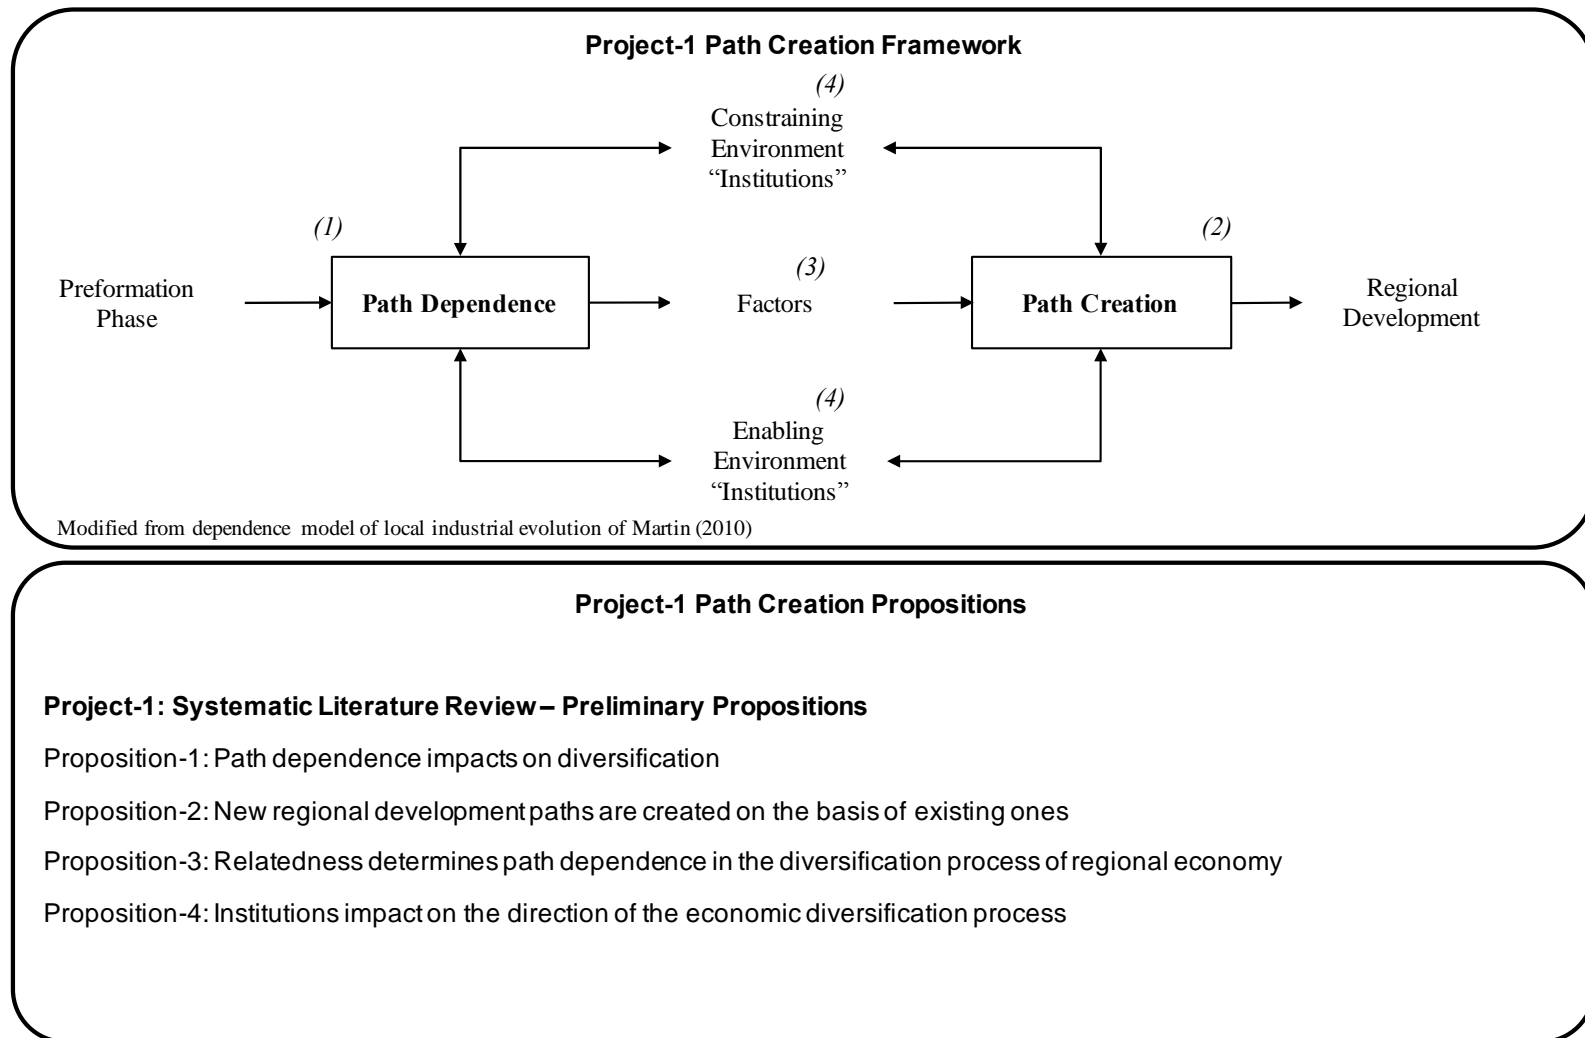 Project-1 Path Creation Framework
(4)
Constraining
Environment
“Institutions”
(1)
(2)
(3)
Preformation
Phase
Path Dependence
Factors
Path Creation
Regional
Development
(4)
Enabling
Environment
“Institutions”
Modified from dependence model of local industrial evolution of Martin (2010)
Project-1 Path Creation Propositions
Project-1: Systematic Literature Review – Preliminary Propositions
Proposition-1: Path dependence impacts on diversification
Proposition-2: New regional development paths are created on the basis of existing ones
Proposition-3: Relatedness determines path dependence in the diversification process of regional economy
Proposition-4: Institutions impact on the direction of the economic diversification process